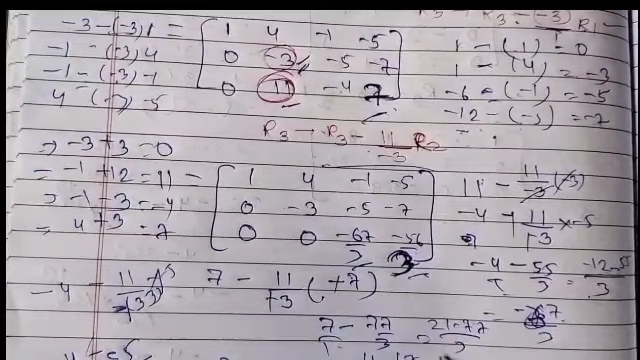 R3 → R3 - (-3) R1
-3 -(-3)1 = [ 1 4 -1 -5
-1 -(-3)4 0 -3 -5 -7
-1 -(-3)-1 0 11 -4 7 ]
4 -(-3) -5
1 - (1) = 0
1 - (4) = -3
-6 - (-1) = -5
-12 - (-5) = -7
R3 → R3 - 11/-3 R2
⇒ -3+3 = 0
= -1+12 = 11
⇒ -1-3 = -4
= 4+3 = 7
= [ 1 4 -1 -5
0 -3 -5 -7
0 0 -67/3 -56/3 ]
11 - 11/-3 (-3)
-4 + 11/-3 × -5
-4 - 55/3 = -12-55/3
= -67/3
7 - 11/+3 (+7)
7/1 - 77/3 = 21-77/3